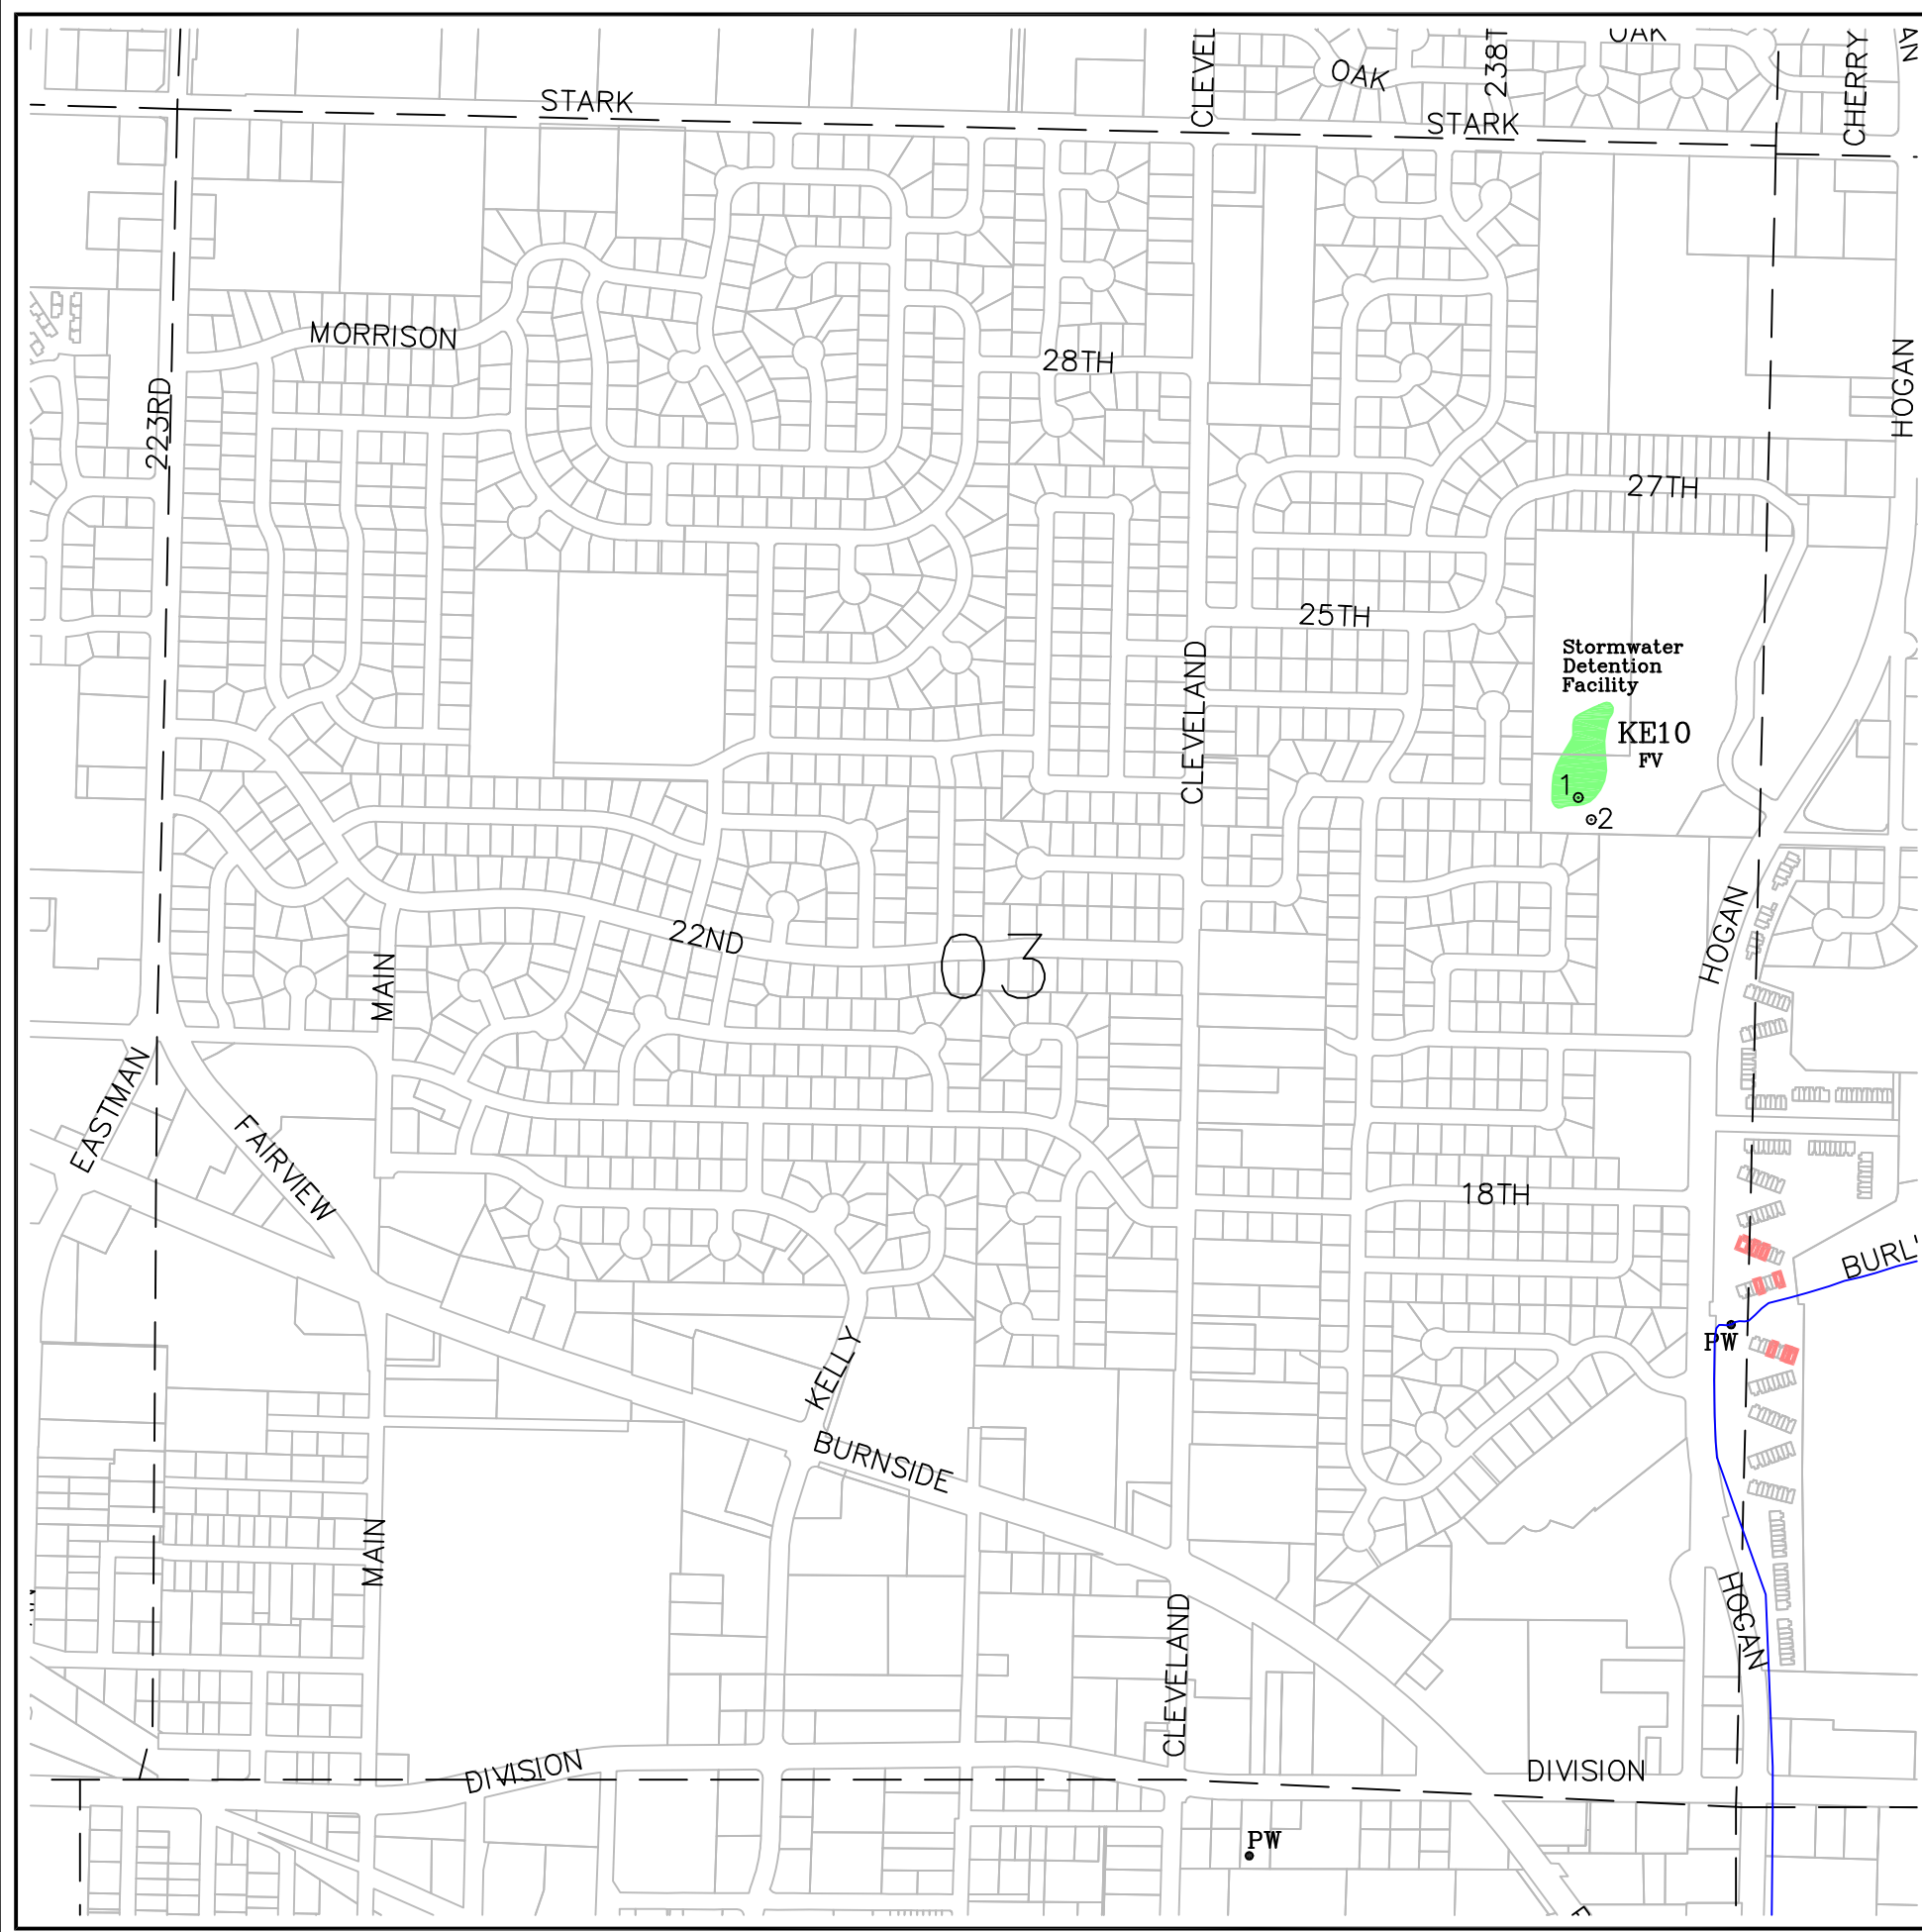 CLEVEL
238T
OAK
CHERRY
OAK
STARK
STARK
MORRISON
28TH
HOGAN
223RD
27TH
25TH
Stormwater
Detention
Facility
CLEVELAND
KE10
FV
1
2
22ND
03
HOGAN
MAIN
EASTMAN
FAIRVIEW
18TH
BURL
PW
KELLY
BURNSIDE
MAIN
CLEVELAND
HOGAN
DIVISION
DIVISION
PW